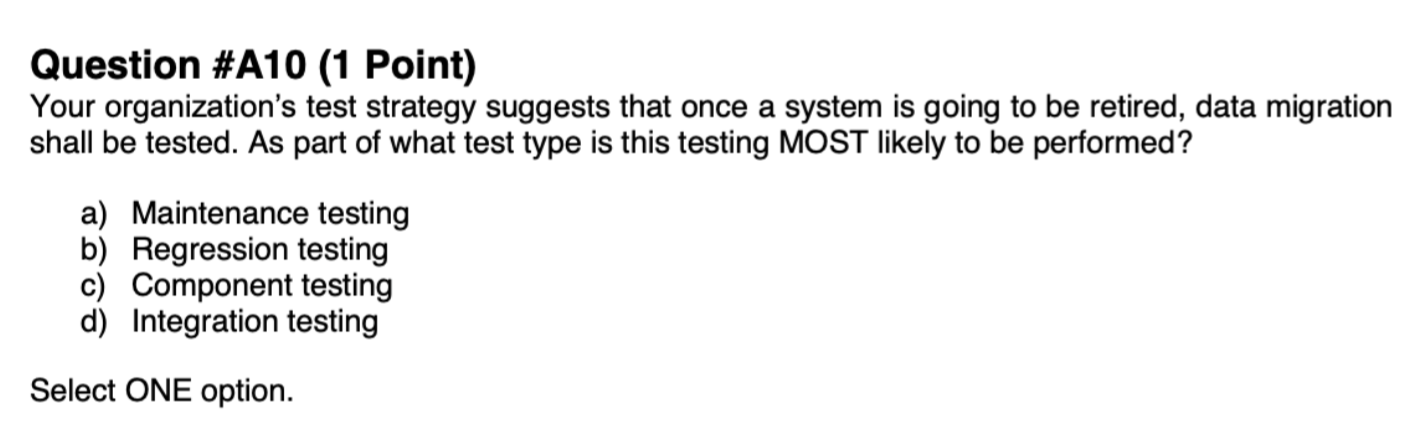 Question #A10 (1 Point)
Your organization's test strategy suggests that once a system is going to be retired, data migration
shall be tested. As part of what test type is this testing MOST likely to be performed?
a) Maintenance testing
b) Regression testing
c) Component testing
d) Integration testing
Select ONE option.